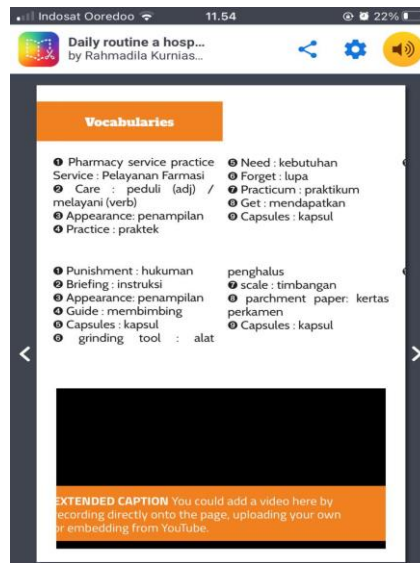 Indosat Ooredoo 11.54 22%
Daily routine a hosp...
by Rahmadila Kurnias...
Vocabularies
❶ Pharmacy service practice
Service : Pelayanan Farmasi
❷ Care : peduli (adj) /
melayani (verb)
❸ Appearance: penampilan
❹ Practice : praktek
❺ Need : kebutuhan
❻ Forget : lupa
❼ Practicum : praktikum
❽ Get : mendapatkan
❾ Capsules : kapsul
❶ Punishment : hukuman
❷ Briefing : instruksi
❸ Appearance: penampilan
❹ Guide : membimbing
❺ Capsules : kapsul
❻ grinding tool : alat
penghalus
❼ scale : timbangan
❽ parchment paper: kertas
perkamen
❾ Capsules : kapsul
EXTENDED CAPTION You could add a video here by
recording directly onto the page, uploading your own
or embedding from YouTube.